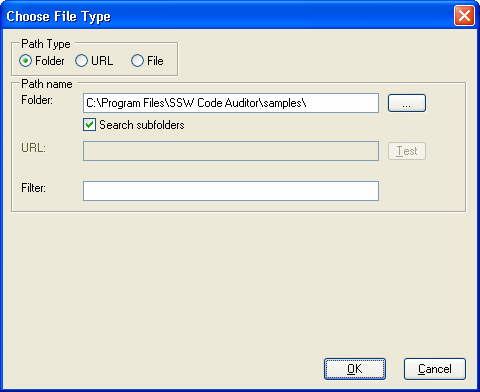 Choose File Type
Path Type
Folder URL File
Path name
Folder: C:\Program Files\SSW Code Auditor\samples\ ...
Search subfolders
URL: Test
Filter:
OK Cancel